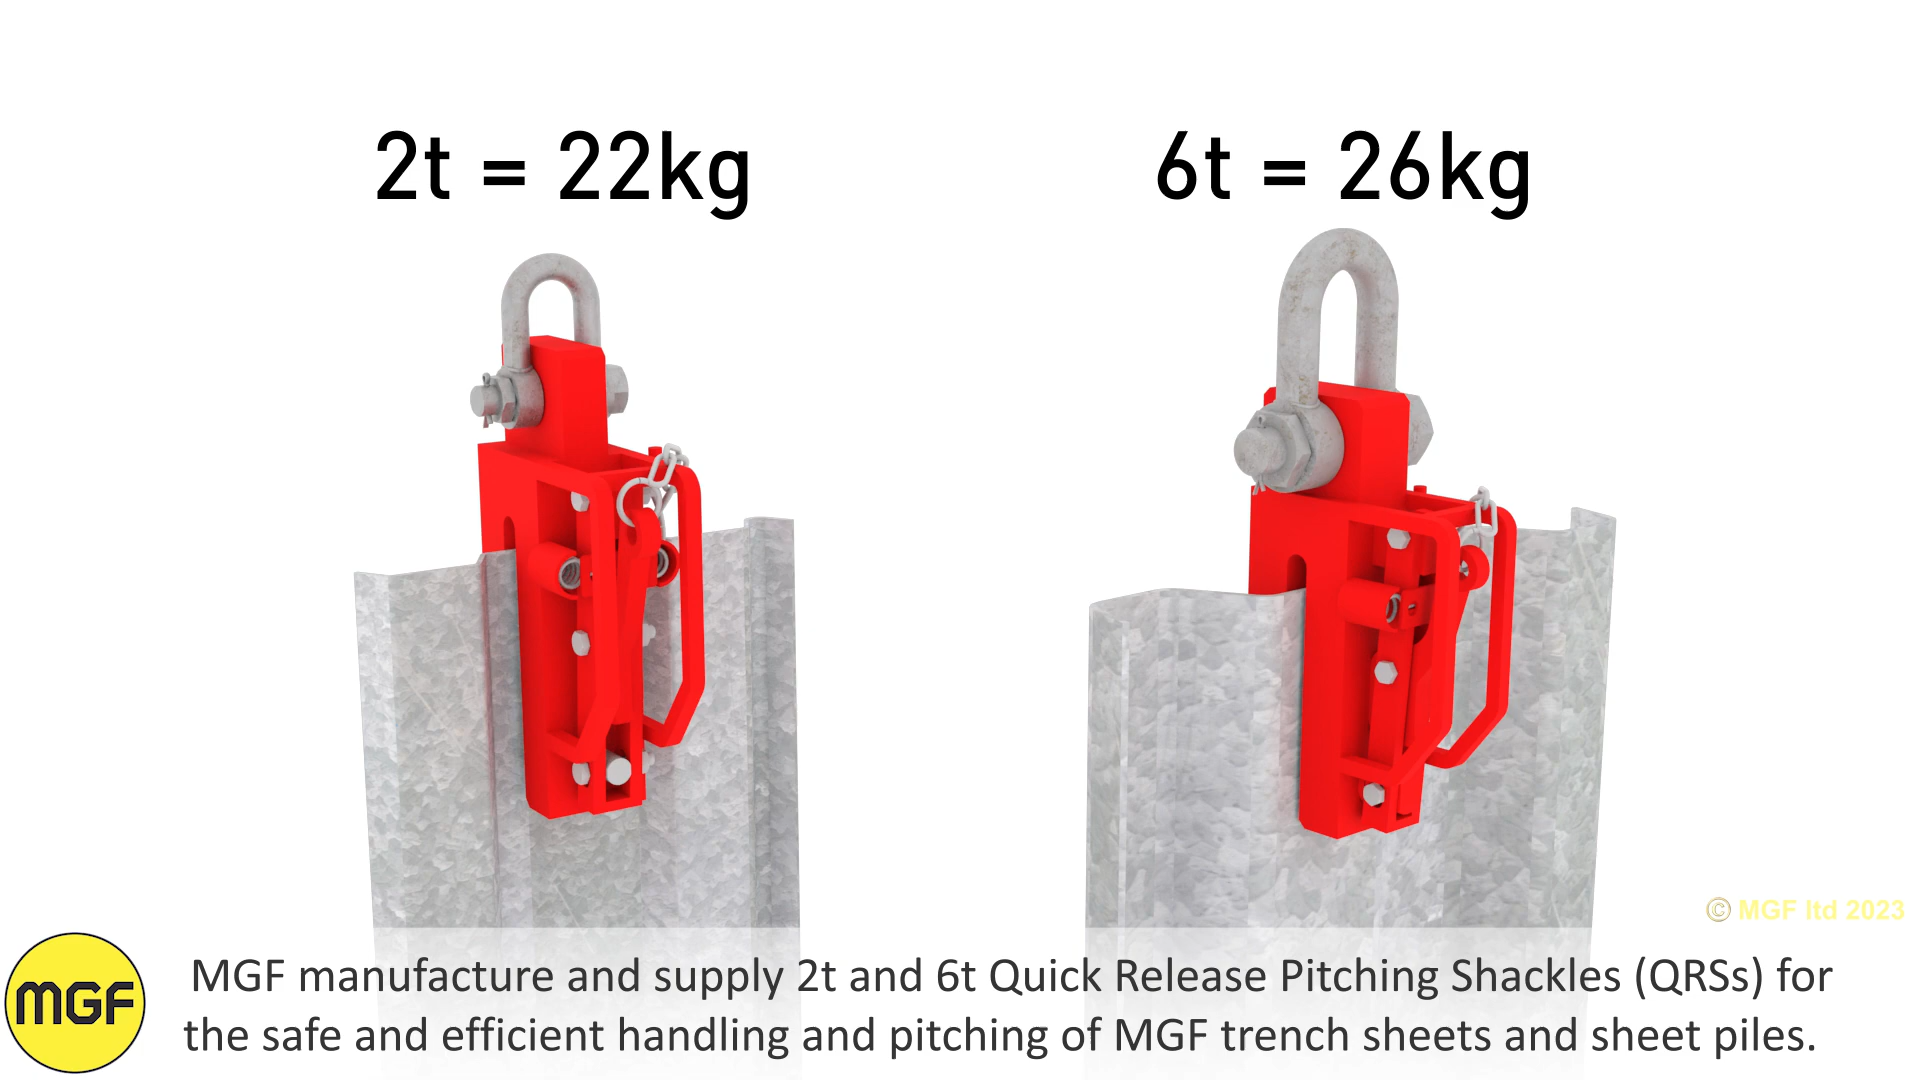 2t = 22kg
6t = 26kg
© MGF ltd 2023
MGF
MGF manufacture and supply 2t and 6t Quick Release Pitching Shackles (QRSs) for
the safe and efficient handling and pitching of MGF trench sheets and sheet piles.